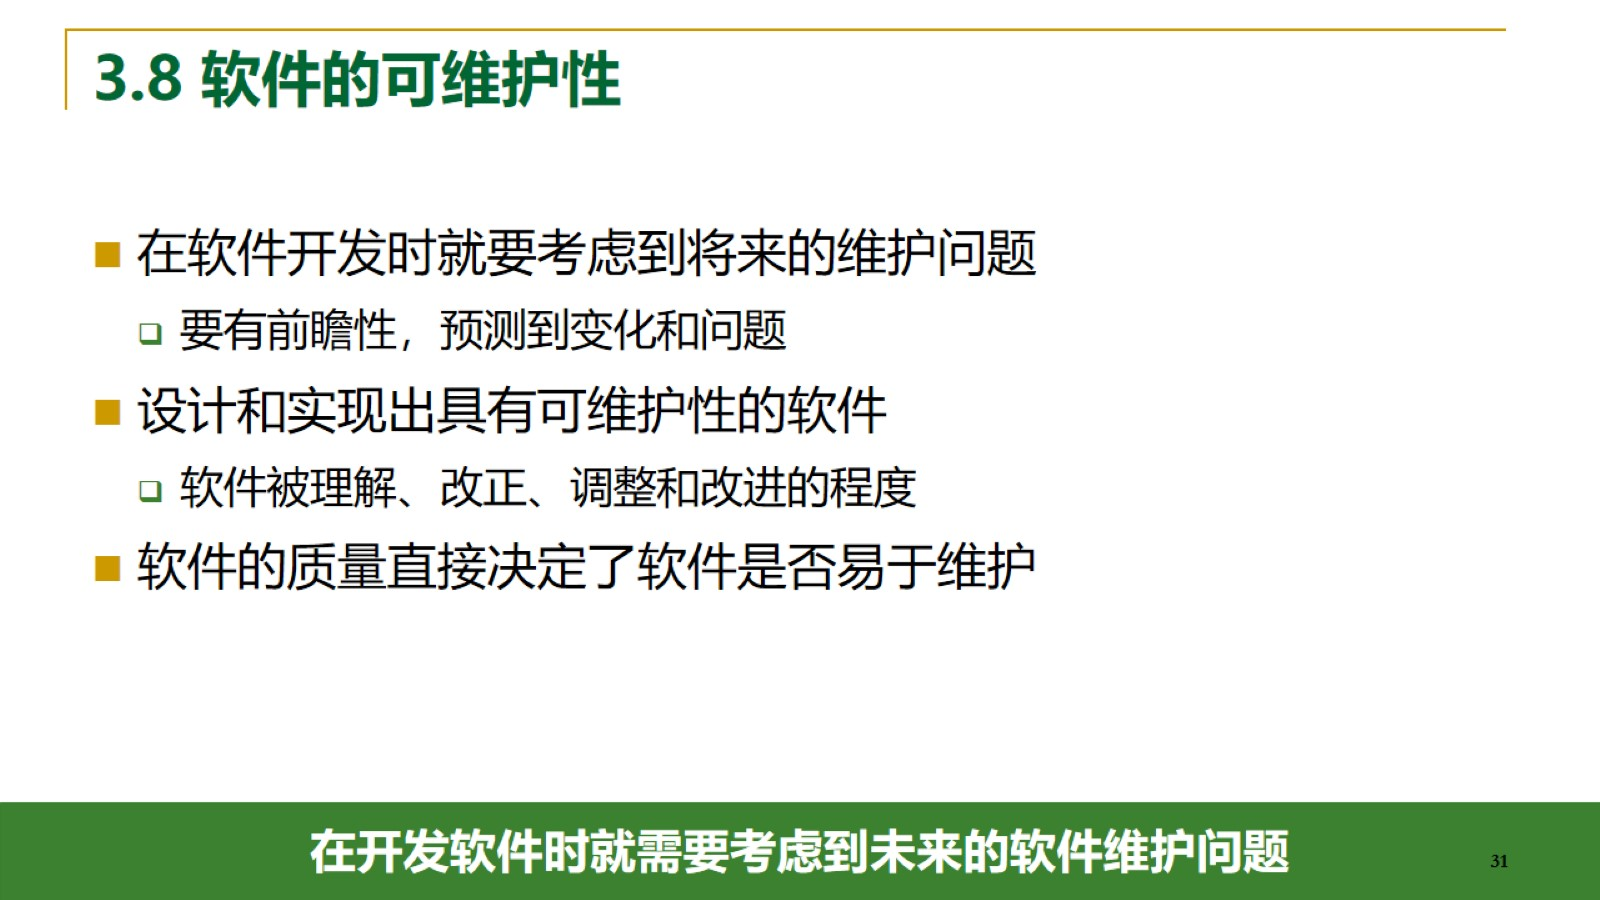 3.8 软件的可维护性
在软件开发时就要考虑到将来的维护问题
要有前瞻性，预测到变化和问题
设计和实现出具有可维护性的软件
软件被理解、改正、调整和改进的程度
软件的质量直接决定了软件是否易于维护
在开发软件时就需要考虑到未来的软件维护问题
31